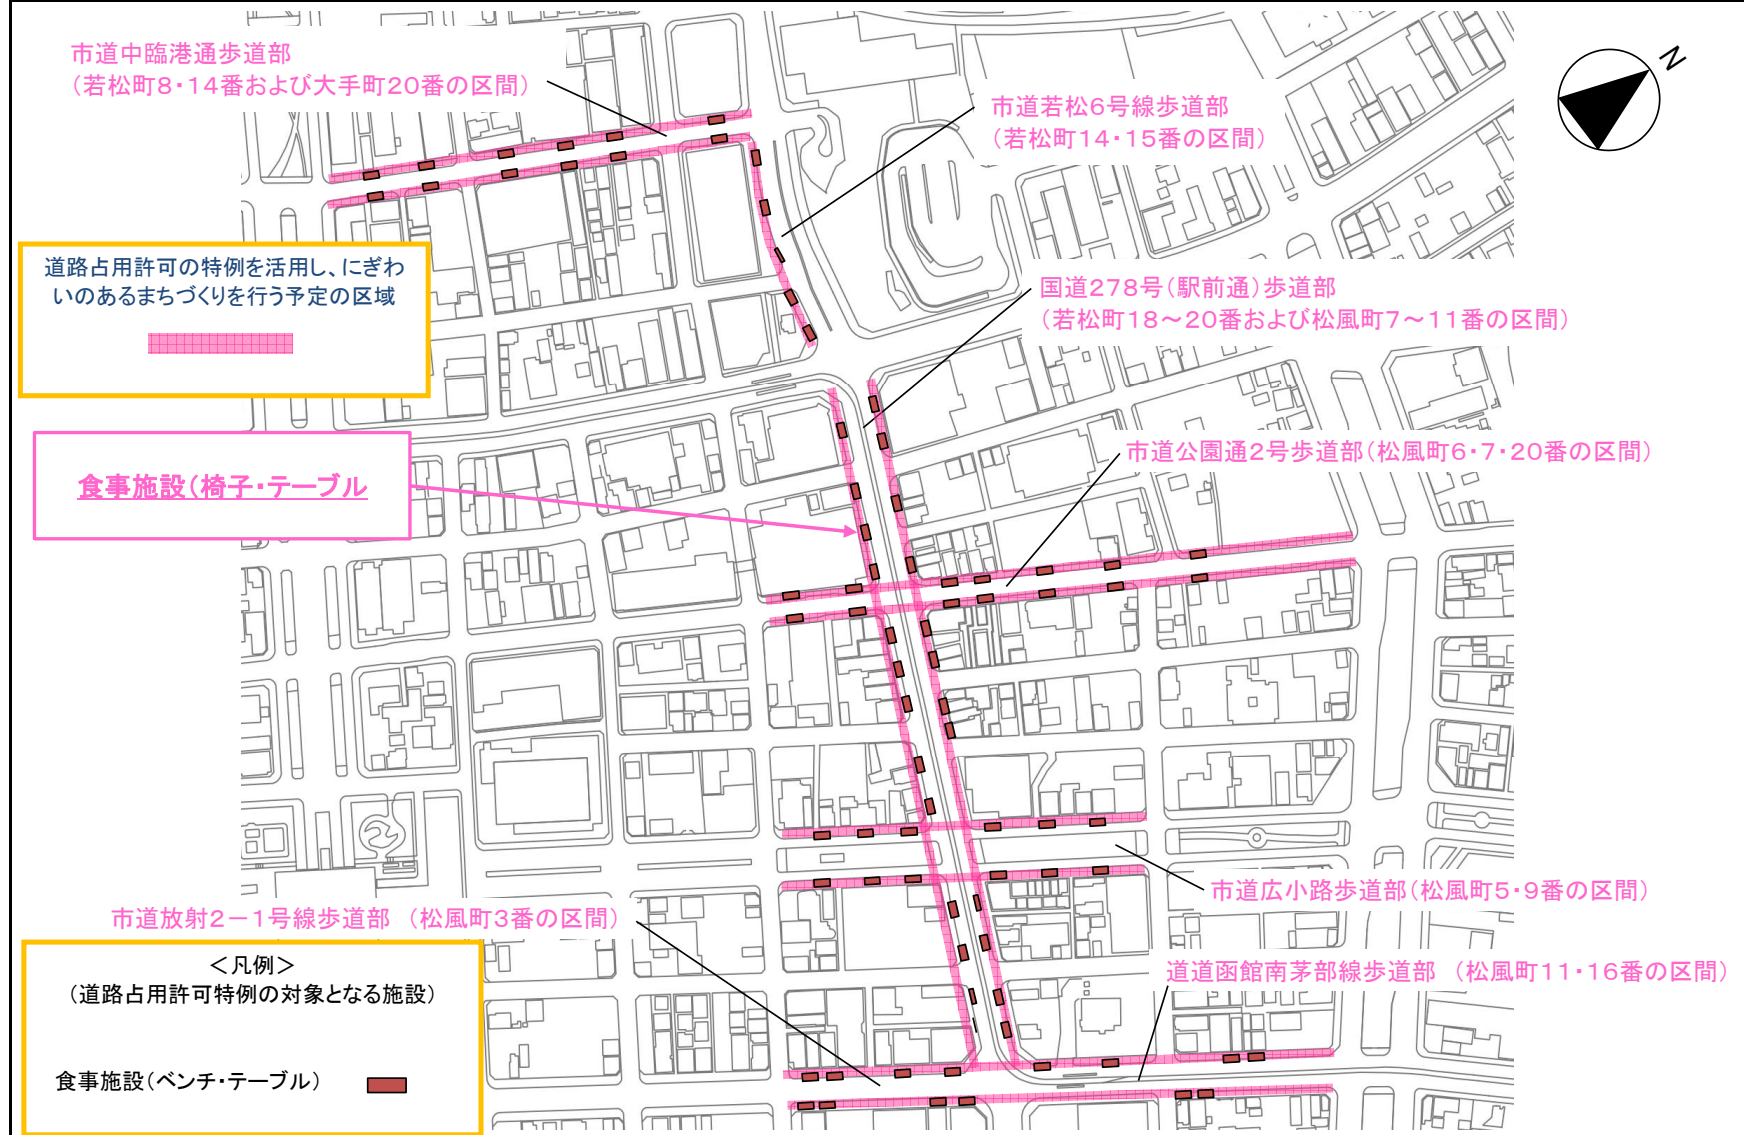 市道中臨港通歩道部
（若松町8・14番および大手町20番の区間）
N
市道若松6号線歩道部
（若松町14・15番の区間）
道路占用許可の特例を活用し、にぎわ
いのあるまちづくりを行う予定の区域
国道278号（駅前通）歩道部
（若松町18～20番および松風町7～11番の区間）
市道公園通2号歩道部（松風町6・7・20番の区間）
食事施設（椅子・テーブル
市道広小路歩道部（松風町5・9番の区間）
市道放射2－1号線歩道部　（松風町3番の区間）
道道函館南茅部線歩道部　（松風町11・16番の区間）
＜凡例＞
（道路占用許可特例の対象となる施設）
食事施設（ベンチ・テーブル）